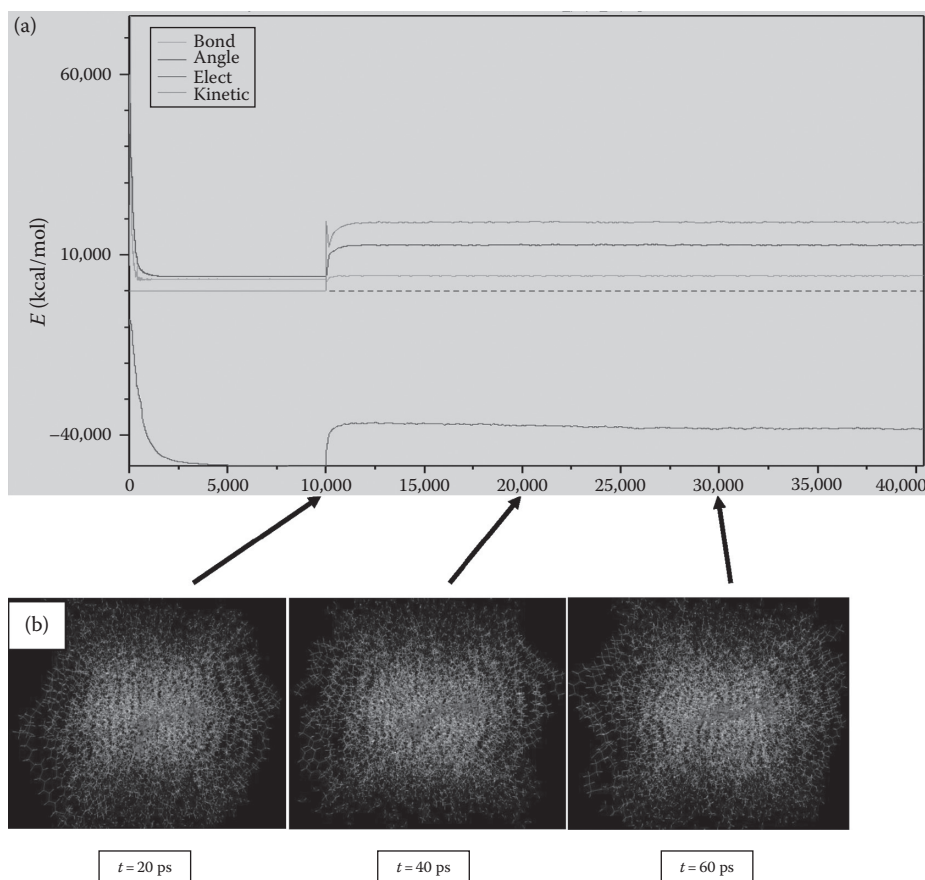 (a)
Bond
Angle
Elect
Kinetic
60,000
10,000
−40,000
E (kcal/mol)
0 5,000 10,000 15,000 20,000 25,000 30,000 35,000 40,000
(b)
t = 20 ps
t = 40 ps
t = 60 ps